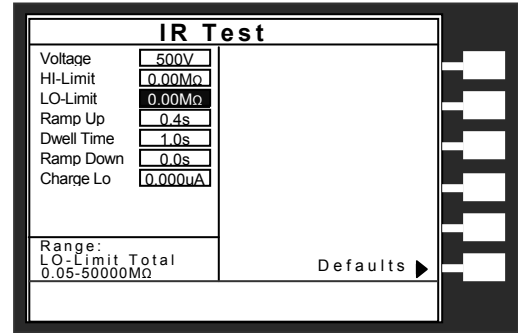 IR Test
Voltage 500V
HI-Limit 0.00MΩ
LO-Limit 0.00MΩ
Ramp Up 0.4s
Dwell Time 1.0s
Ramp Down 0.0s
Charge Lo 0.000uA
Range:
LO-Limit Total
0.05-50000MΩ
Defaults ▶